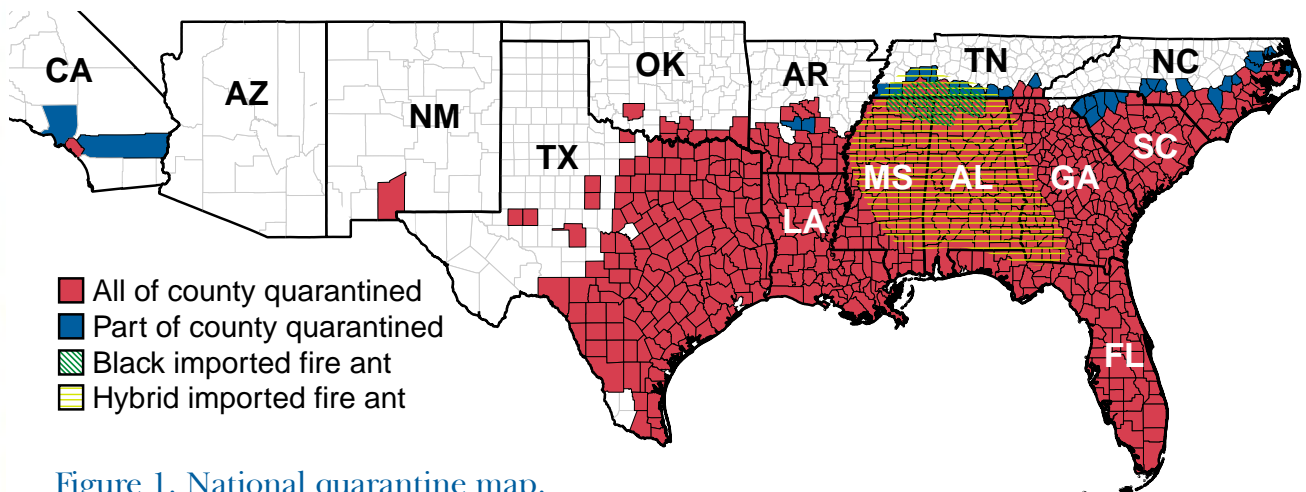 CA
AZ
NM
TX
OK
AR
TN
NC
MS
AL
GA
SC
LA
FL
All of county quarantined
Part of county quarantined
Black imported fire ant
Hybrid imported fire ant
Figure 1. National quarantine map.